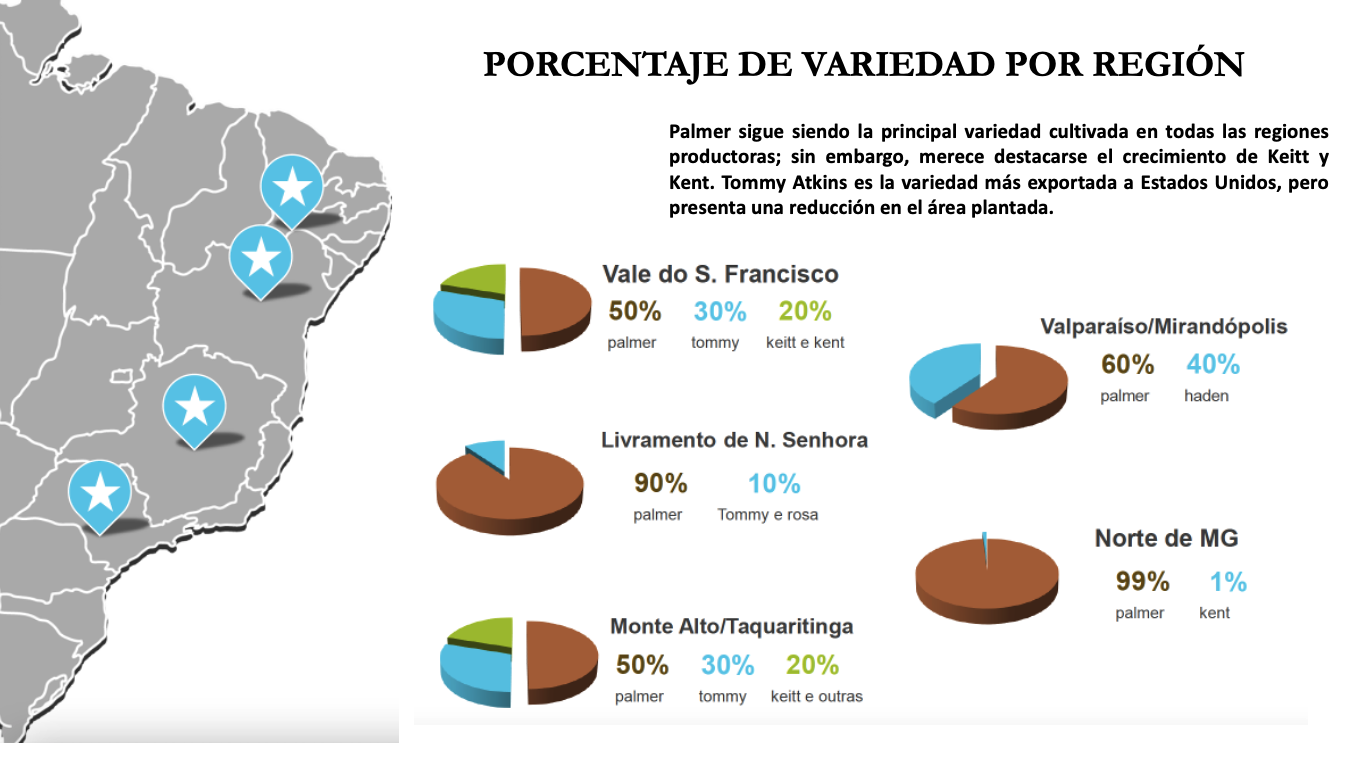 PORCENTAJE DE VARIEDAD POR REGIÓN
Palmer sigue siendo la principal variedad cultivada en todas las regiones
productoras; sin embargo, merece destacarse el crecimiento de Keitt y
Kent. Tommy Atkins es la variedad más exportada a Estados Unidos, pero
presenta una reducción en el área plantada.
Vale do S. Francisco
50% 30% 20%
palmer tommy keitt e kent
Livramento de N. Senhora
90% 10%
palmer Tommy e rosa
Monte Alto/Taquaritinga
50% 30% 20%
palmer tommy keitt e outras
Valparaíso/Mirandópolis
60% 40%
palmer haden
Norte de MG
99% 1%
palmer kent